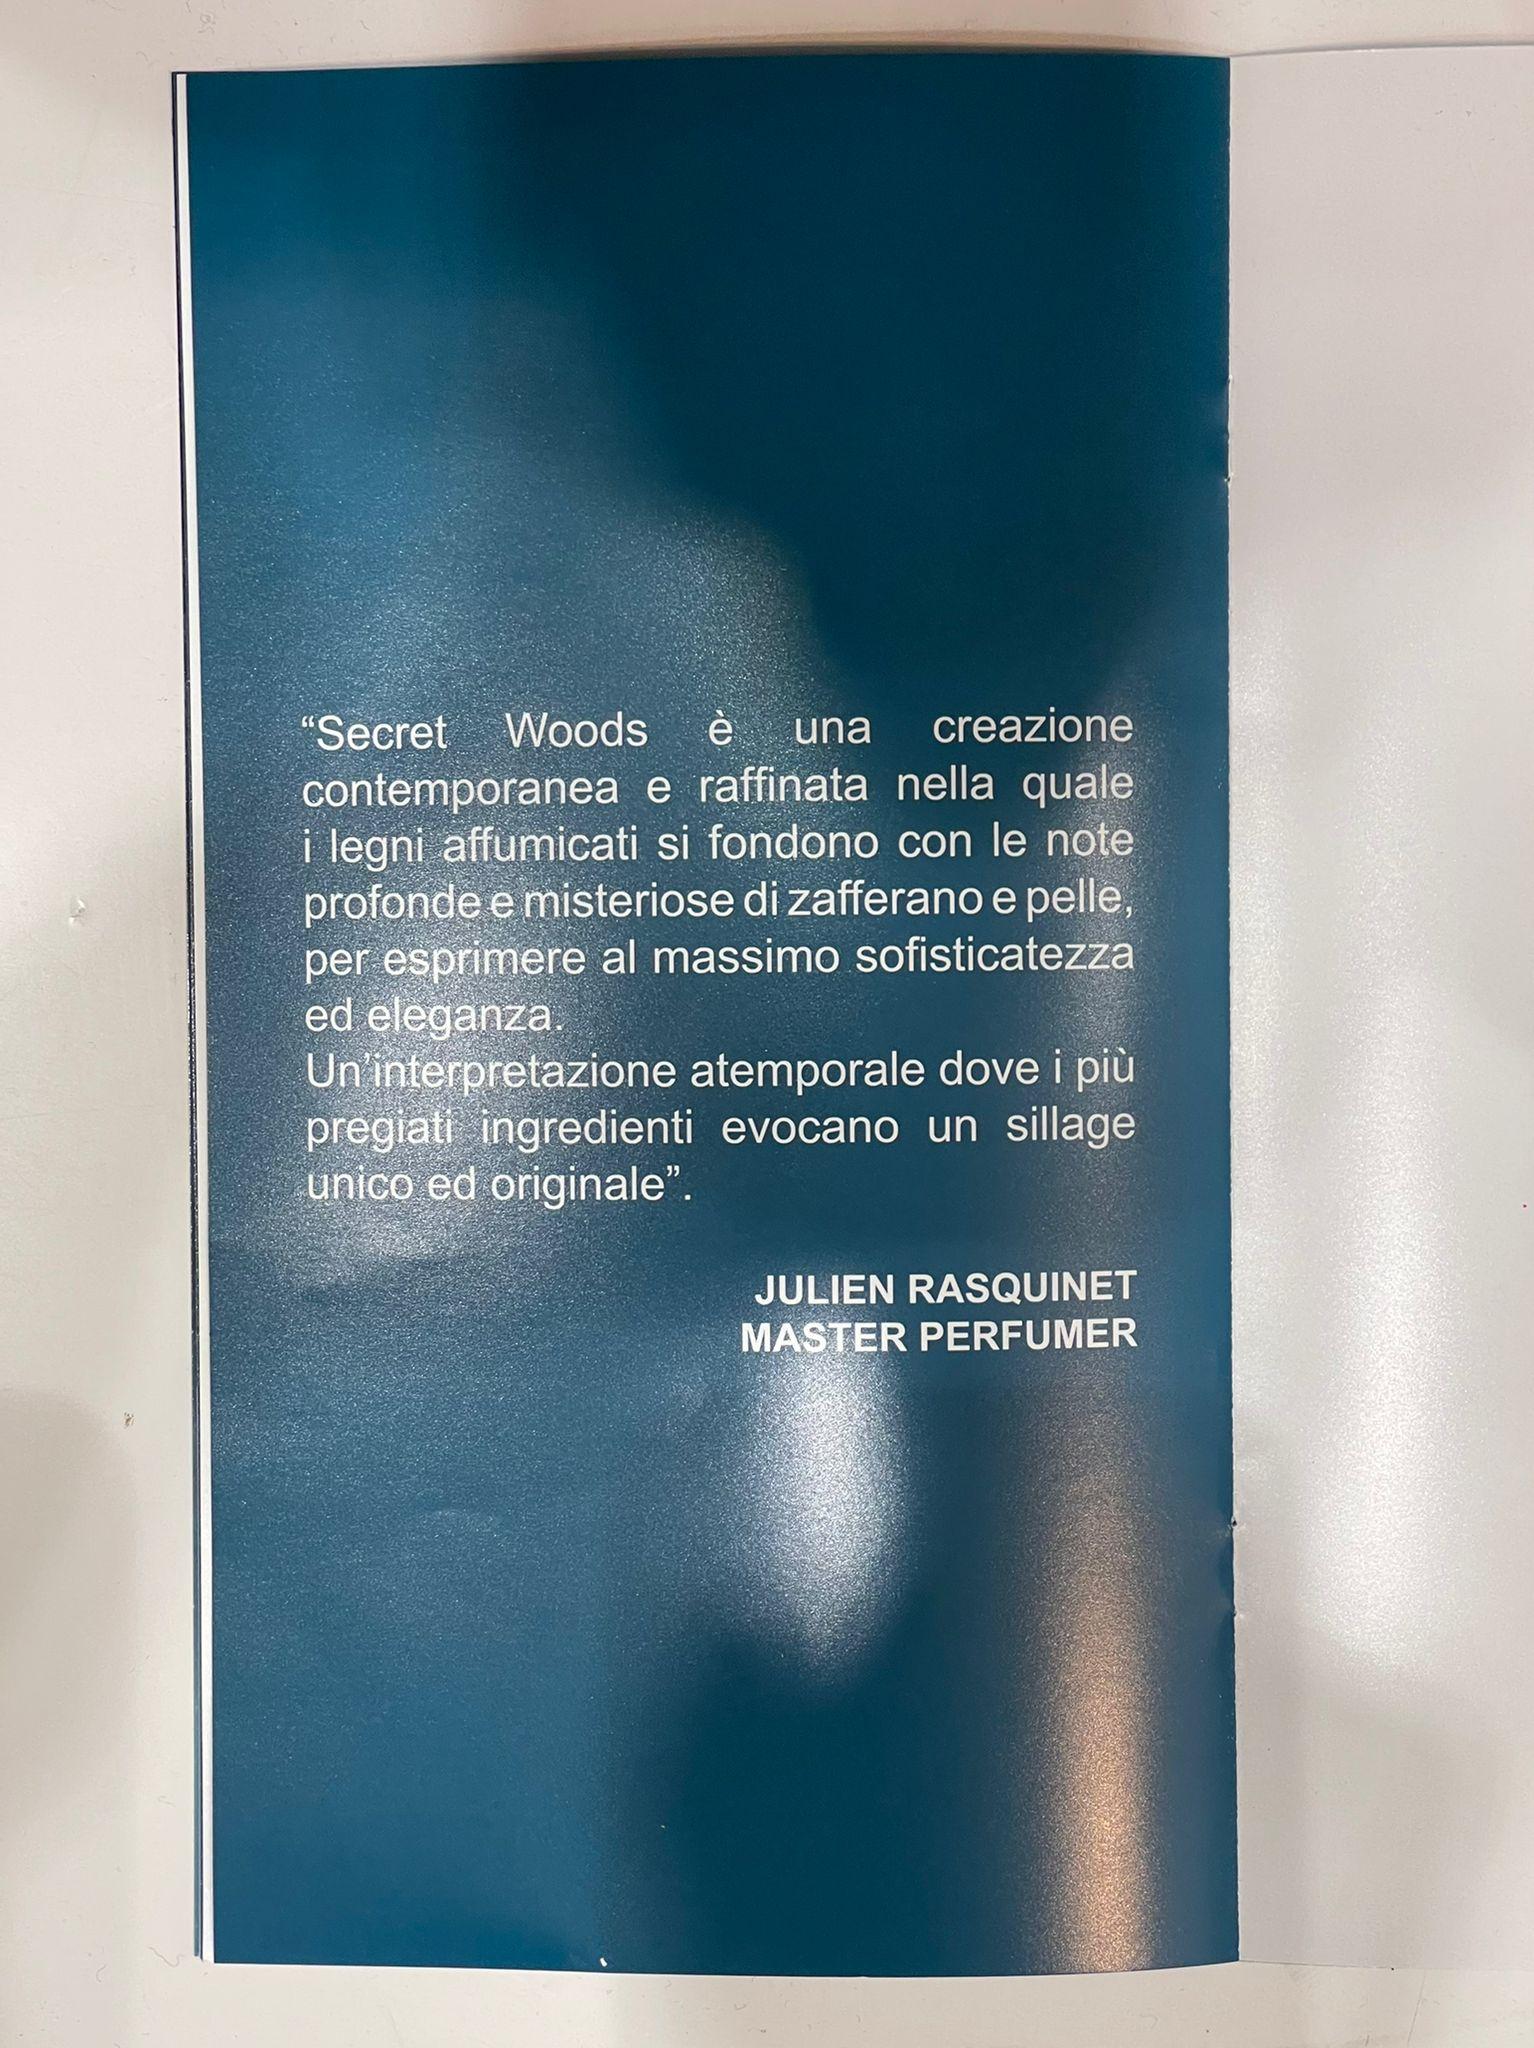 “Secret Woods è una creazione
contemporanea e raffinata nella quale
i legni affumicati si fondono con le note
profonde e misteriose di zafferano e pelle,
per esprimere al massimo sofisticatezza
ed eleganza.
Un’interpretazione atemporale dove i più
pregiati ingredienti evocano un sillage
unico ed originale”.
JULIEN RASQUINET
MASTER PERFUMER